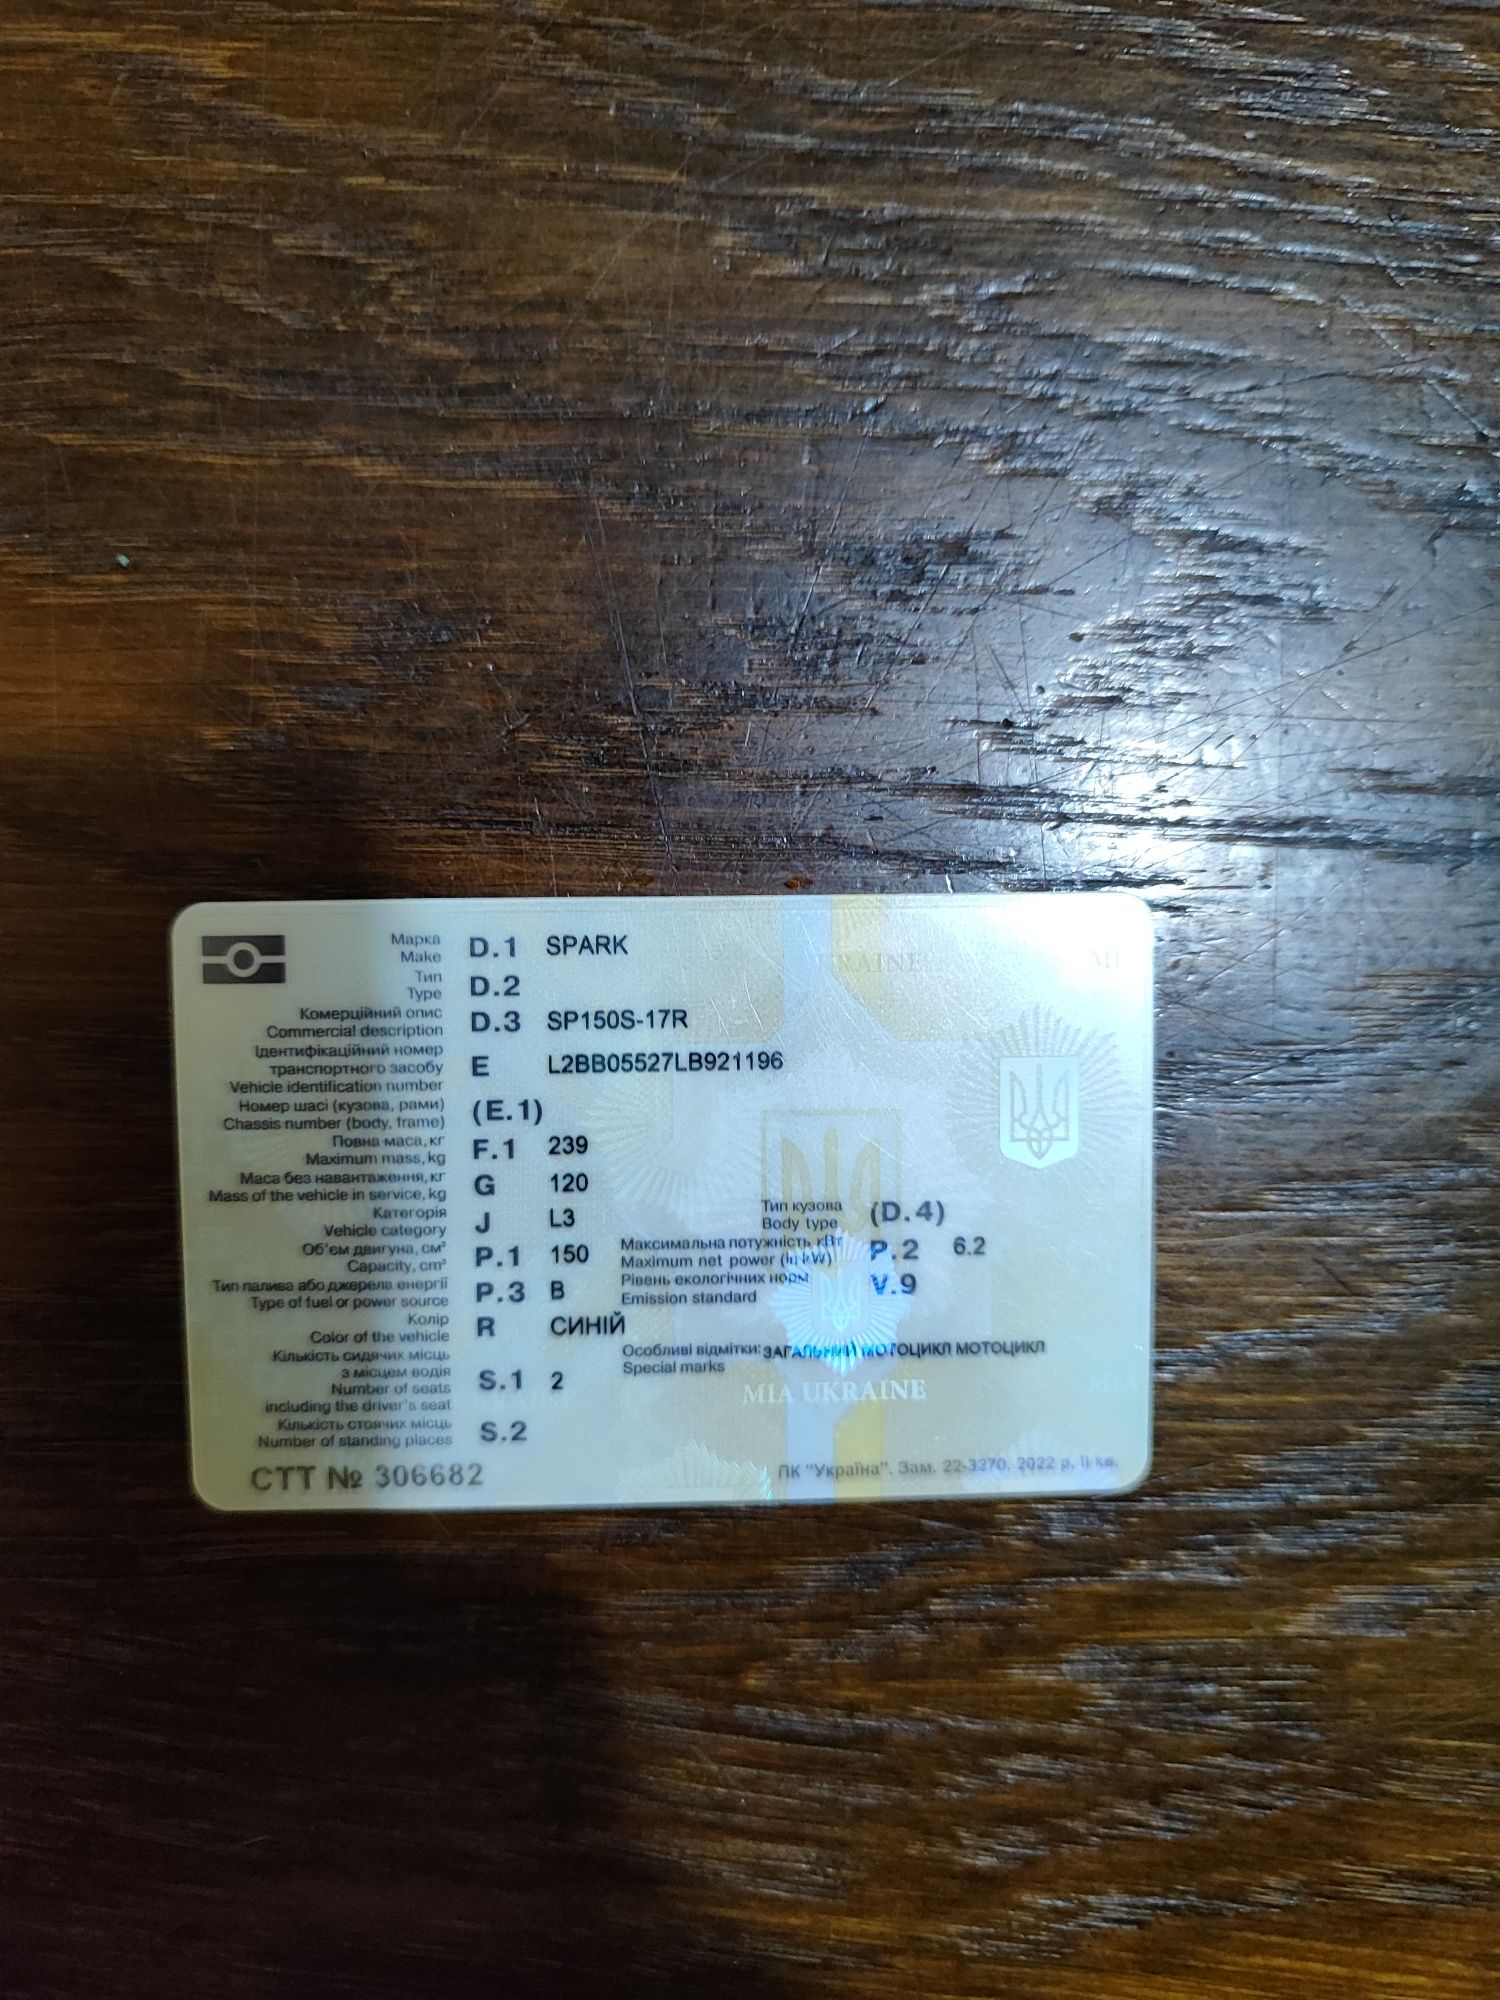 Марка
Make
D.1 SPARK
Тип
Type
D.2
Комерційний опис
Commercial description
D.3 SP150S-17R
Ідентифікаційний номер
транспортного засобу
Vehicle identification number
E L2BB05527LB921196
Номер шасі (кузова, рами)
Chassis number (body, frame)
(E.1)
Повна маса, кг
Maximum mass, kg
F.1 239
Маса без навантаження, кг
Mass of the vehicle in service, kg
G 120
Категорія
Vehicle category
J L3
Тип кузова
Body type
(D.4)
Об'єм двигуна, см³
Capacity, cm³
P.1 150
Максимальна потужність, кВт
Maximum net power (in kW)
P.2 6.2
Тип палива або джерела енергії
Type of fuel or power source
P.3 B
Рівень екологічних норм
Emission standard
V.9
Колір
Color of the vehicle
R СИНІЙ
Особливі відмітки: ЗАГАЛЬНИЙ МОТОЦИКЛ МОТОЦИКЛ
Special marks
Кількість сидячих місць
з місцем водія
Number of seats
including the driver's seat
S.1 2
MIA UKRAINE
Кількість стоячих місць
Number of standing places
S.2
СТТ № 306682
ПК "Україна". Зам. 22-3270. 2022 р. II кв.